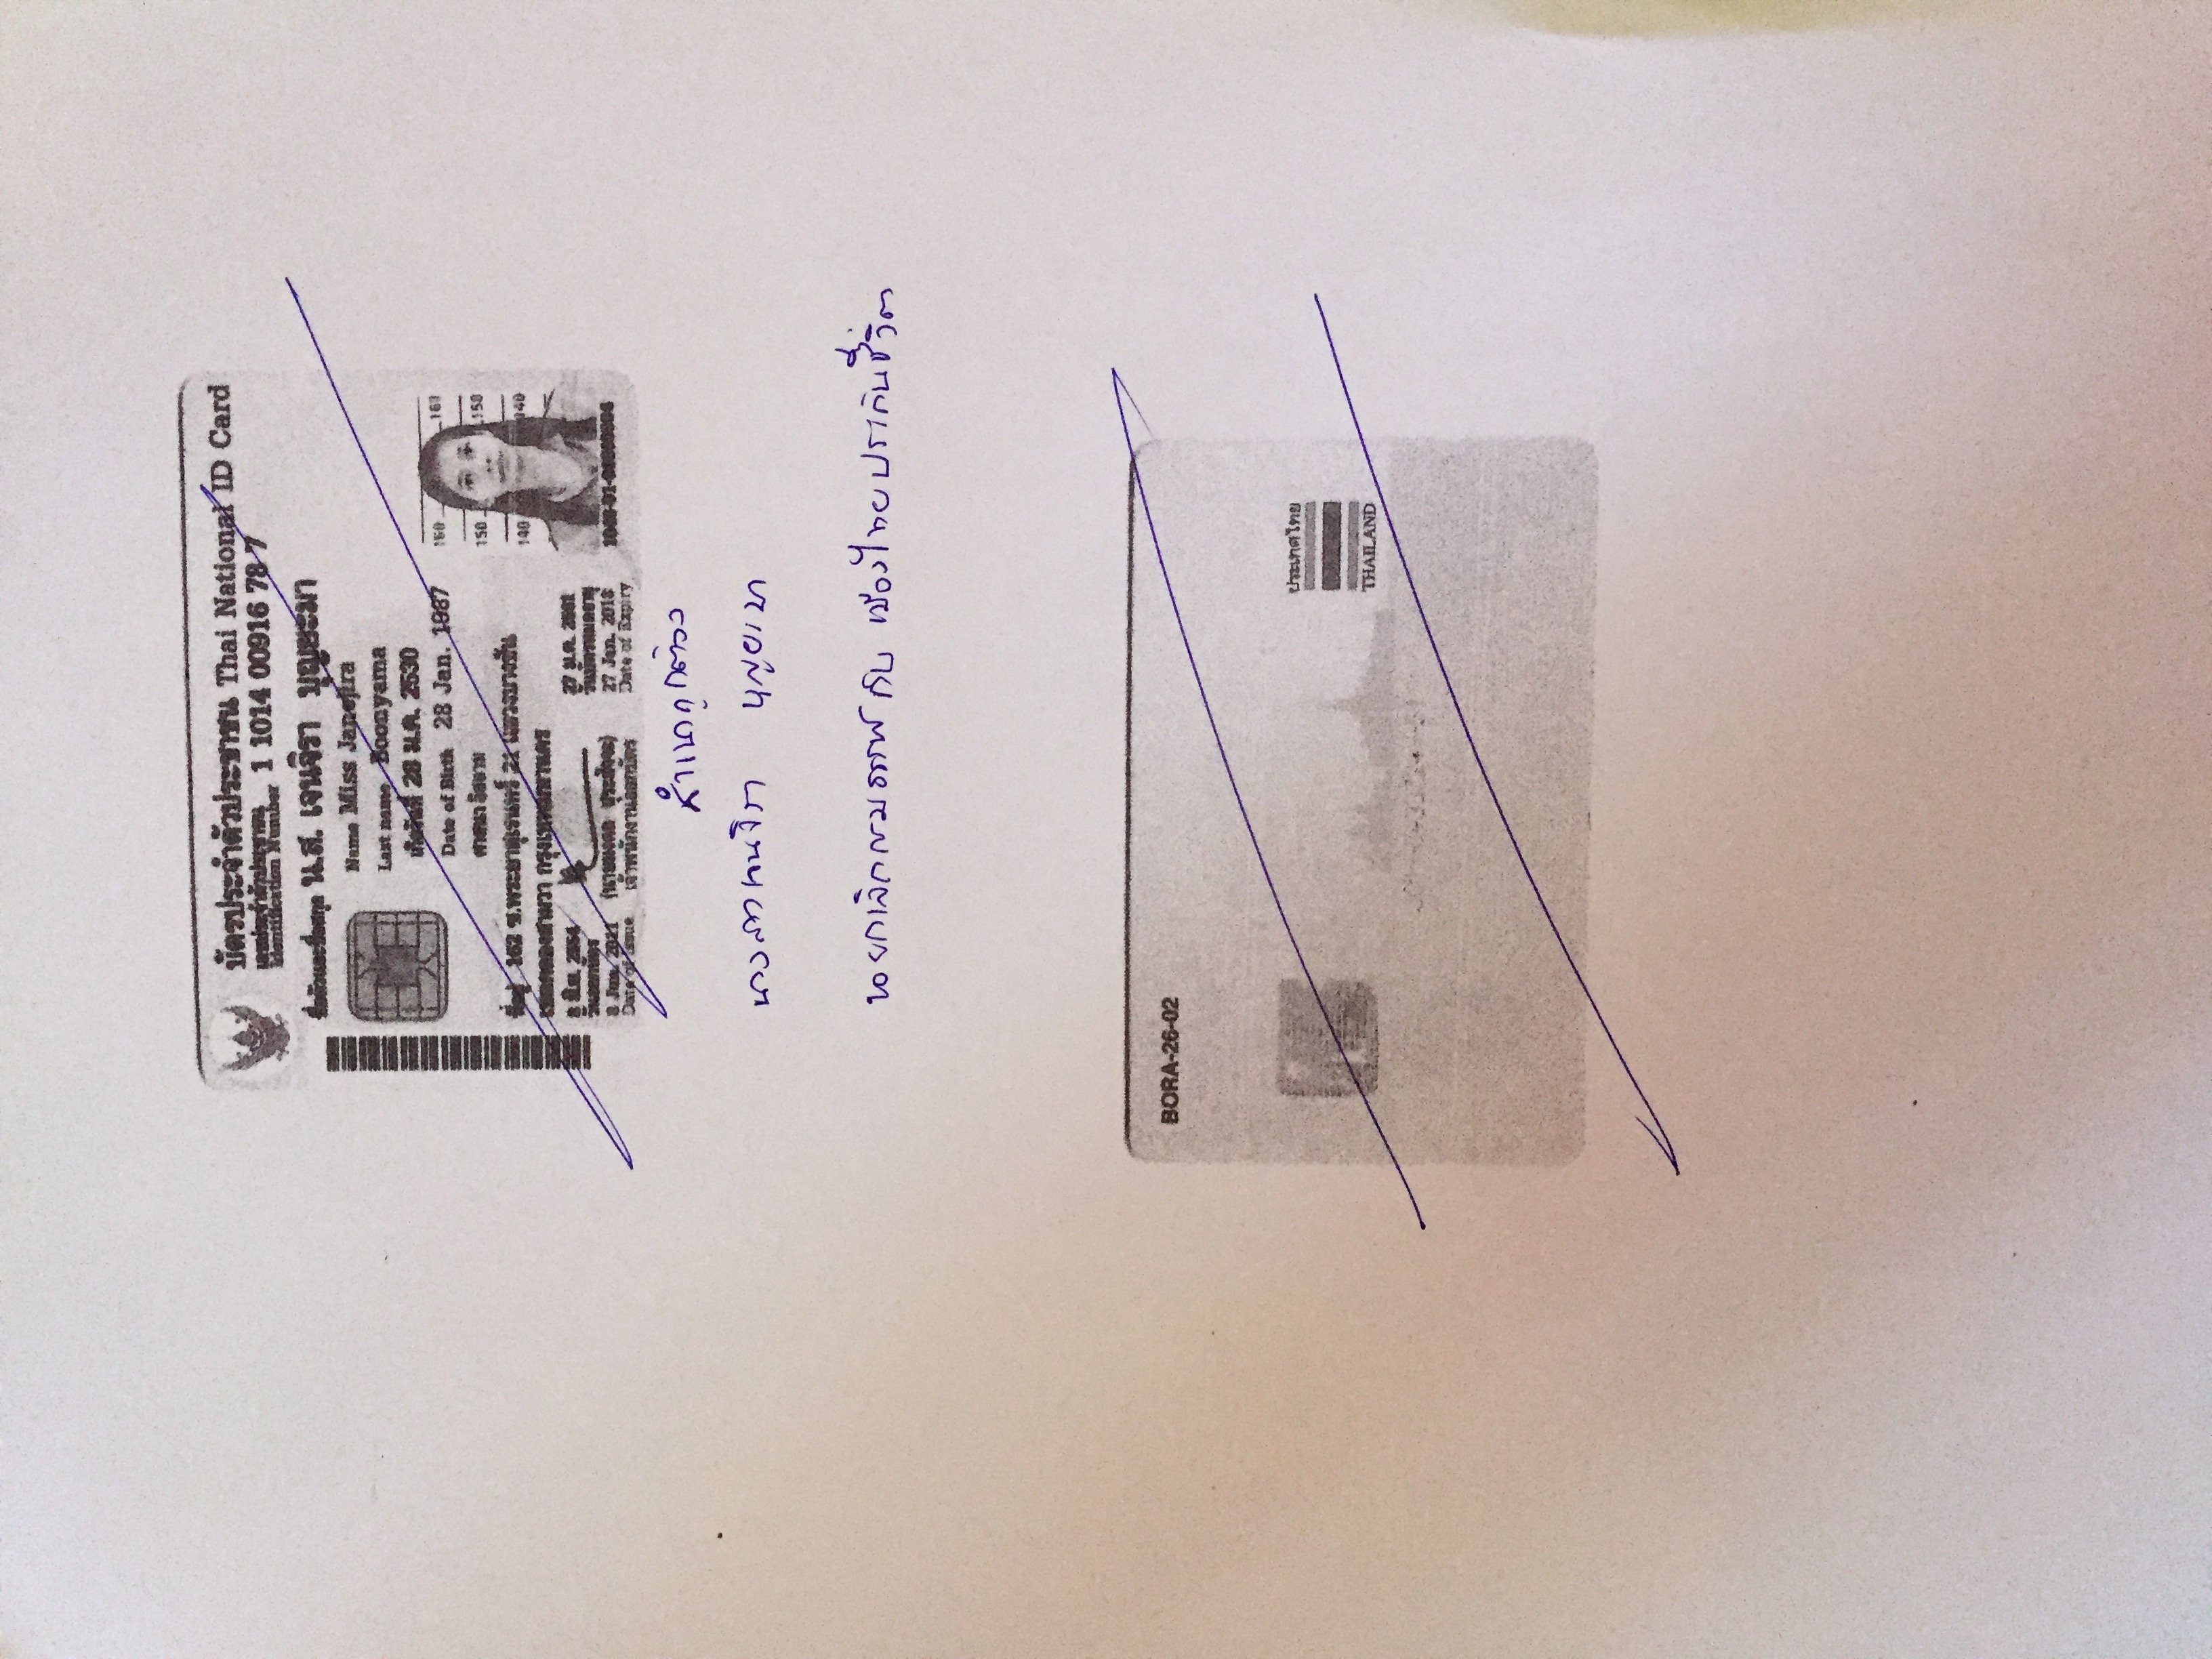 บัตรประจำตัวประชาชน Thai National ID Card
เลขประจำตัวประชาชน
Identification Number 1 1014 00916 78 7
ชื่อตัวและชื่อสกุล น.ส. เจนจิรา บุญยะมา
Name Miss Janejira
Last name Boonyama
เกิดวันที่ 28 ม.ค. 2530
Date of Birth 28 Jan. 1987
ศาสนา อิสลาม
ที่อยู่ 162 ซ.พระยาสุเรนทร์ 21 แขวงบางชัน
เขตคลองสามวา กรุงเทพมหานคร
160 160
150 150
140 140
8 มิ.ย. 2554
วันออกบัตร
8 Jun. 2011
Date of Issue
(นายมงคล สุระสัจจะ)
เจ้าพนักงานออกบัตร
27 ม.ค. 2561
วันบัตรหมดอายุ
27 Jan. 2018
Date of Expiry
สำเนาถูกต้อง
นางสาวเจนจิรา บุญยะมา
ขอยกเลิกกรมธรรม์ กับ เมืองไทยประกันชีวิต
BORA-26-02
ประเทศไทย
THAILAND